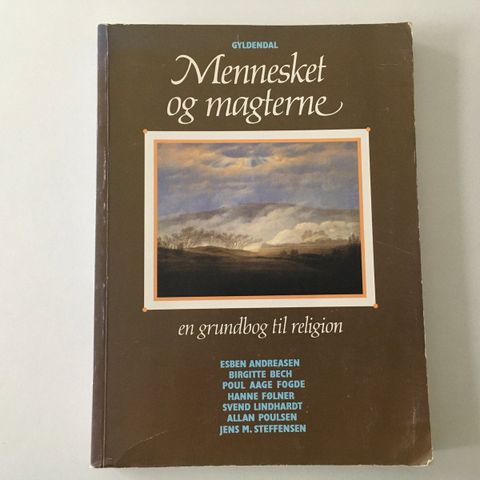 GYLDENDAL
Mennesket
og magterne
en grundbog til religion
ESBEN ANDREASEN
BIRGITTE BECH
POUL AAGE FOGDE
HANNE FØLNER
SVEND LINDHARDT
ALLAN POULSEN
JENS M. STEFFENSEN